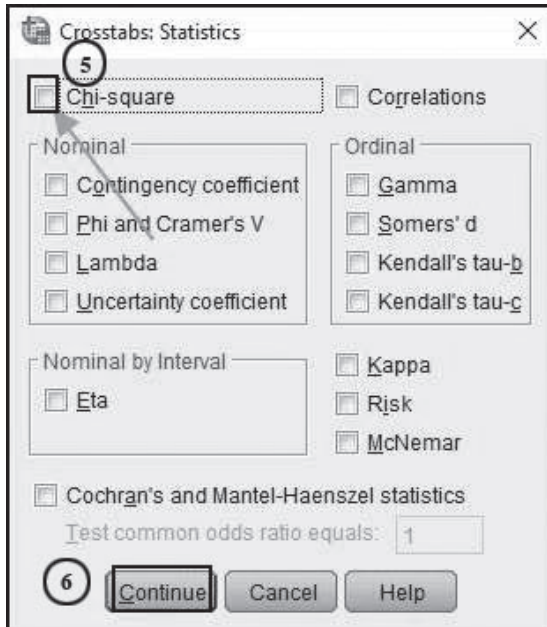 Crosstabs: Statistics
5
Chi-square
Correlations
Nominal
Contingency coefficient
Phi and Cramer's V
Lambda
Uncertainty coefficient
Ordinal
Gamma
Somers' d
Kendall's tau-b
Kendall's tau-c
Nominal by Interval
Eta
Kappa
Risk
McNemar
Cochran's and Mantel-Haenszel statistics
Test common odds ratio equals: 1
6
Continue Cancel Help